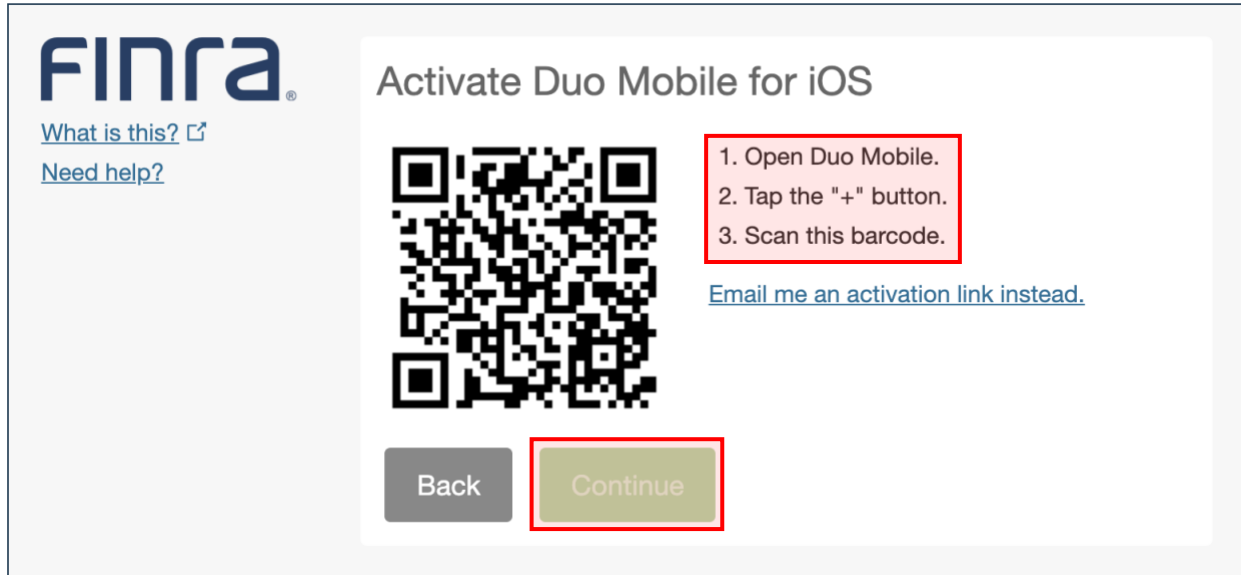 FINRA®
What is this?
Need help?
Activate Duo Mobile for iOS
1. Open Duo Mobile.
2. Tap the "+" button.
3. Scan this barcode.
Email me an activation link instead.
Back
Continue